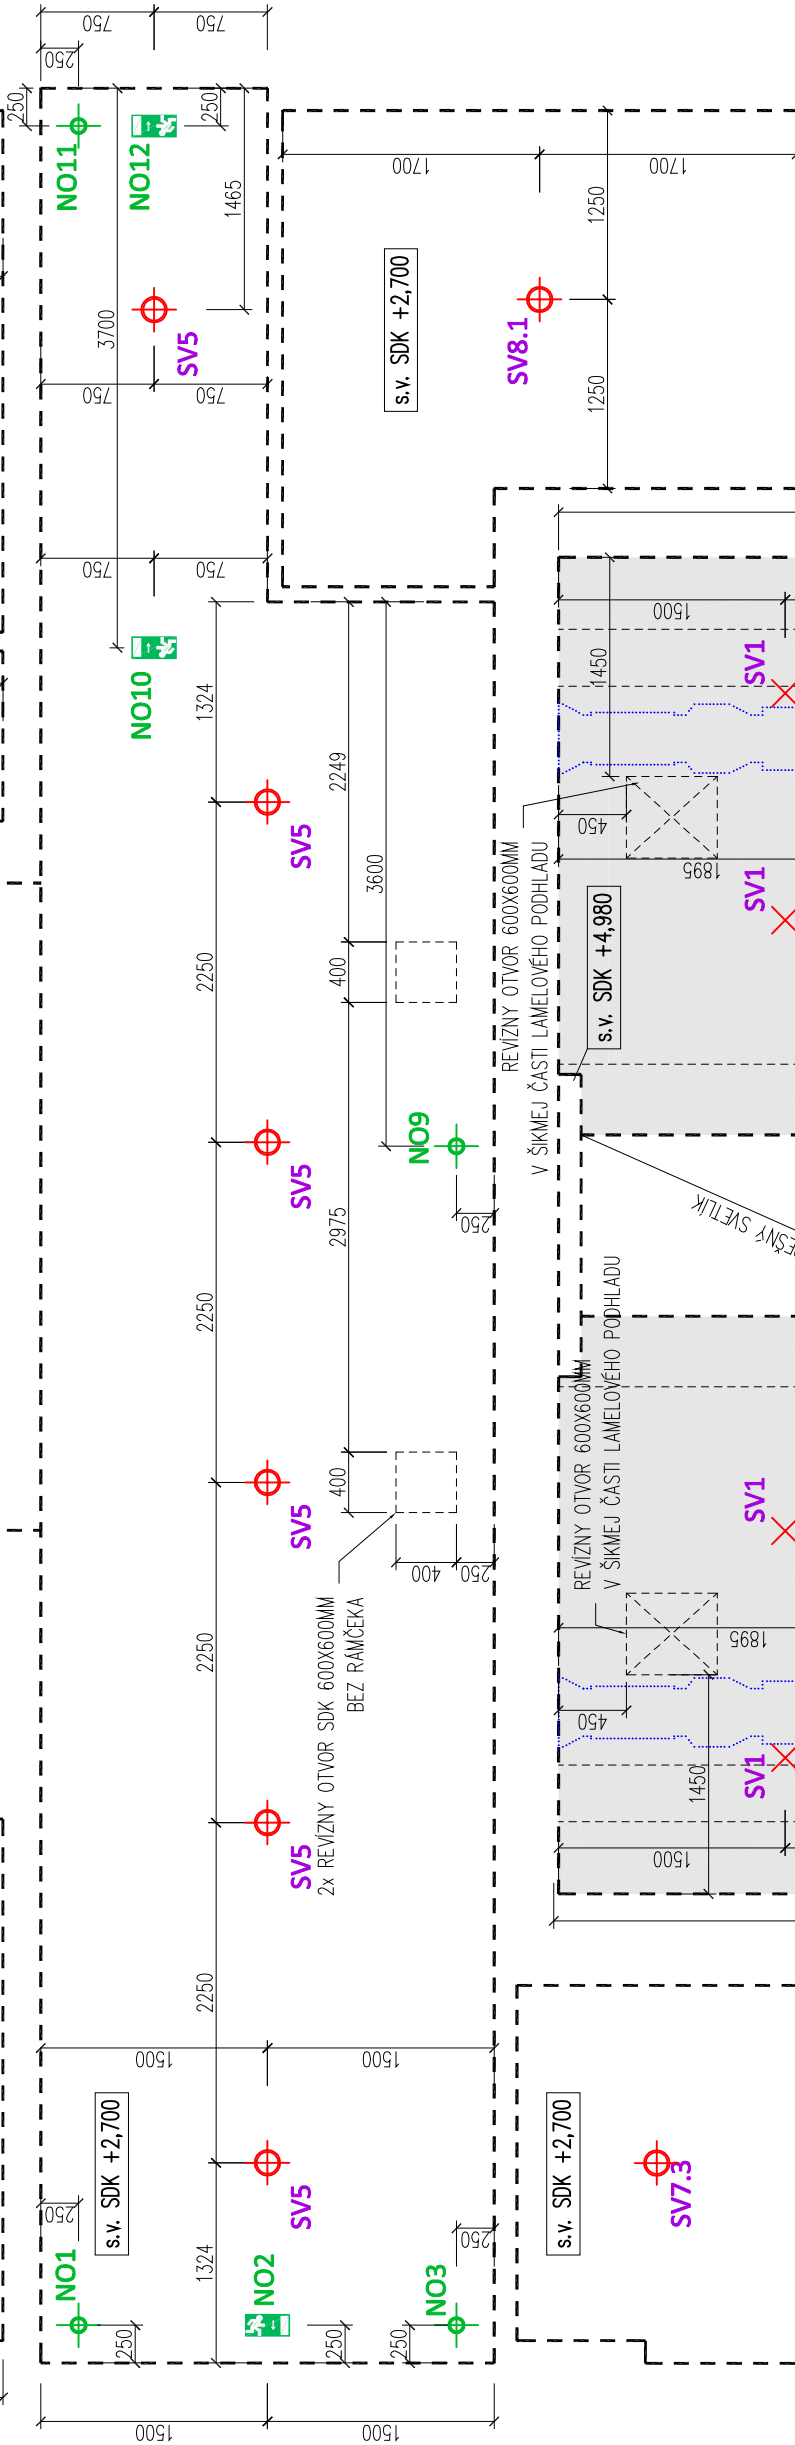 750
750
250
250
250
NO11
NO12
1465
3700
SV5
750
750
750
750
NO10
1700
1700
1250
1250
s.v. SDK +2,700
SV8.1
1324
2249
3600
SV5
2250
400
2975
NO9
250
SV5
2250
400
400
250
SV5
2250
2x REVÍZNY OTVOR SDK 600X600MM
BEZ RÁMČEKA
SV5
2250
1500
1500
s.v. SDK +2,700
250
250
SV5
1324
NO1
NO2
NO3
250
250
250
1500
1500
1500
1450
SV1
450
1895
REVÍZNY OTVOR 600X600MM
V ŠIKMEJ ČASTI LAMELOVÉHO PODHLADU
SV1
s.v. SDK +4,980
EŠNÝ SVETLÍK
REVÍZNY OTVOR 600X600MM
V ŠIKMEJ ČASTI LAMELOVÉHO PODHLADU
SV1
1895
450
1450
SV1
1500
s.v. SDK +2,700
SV7.3